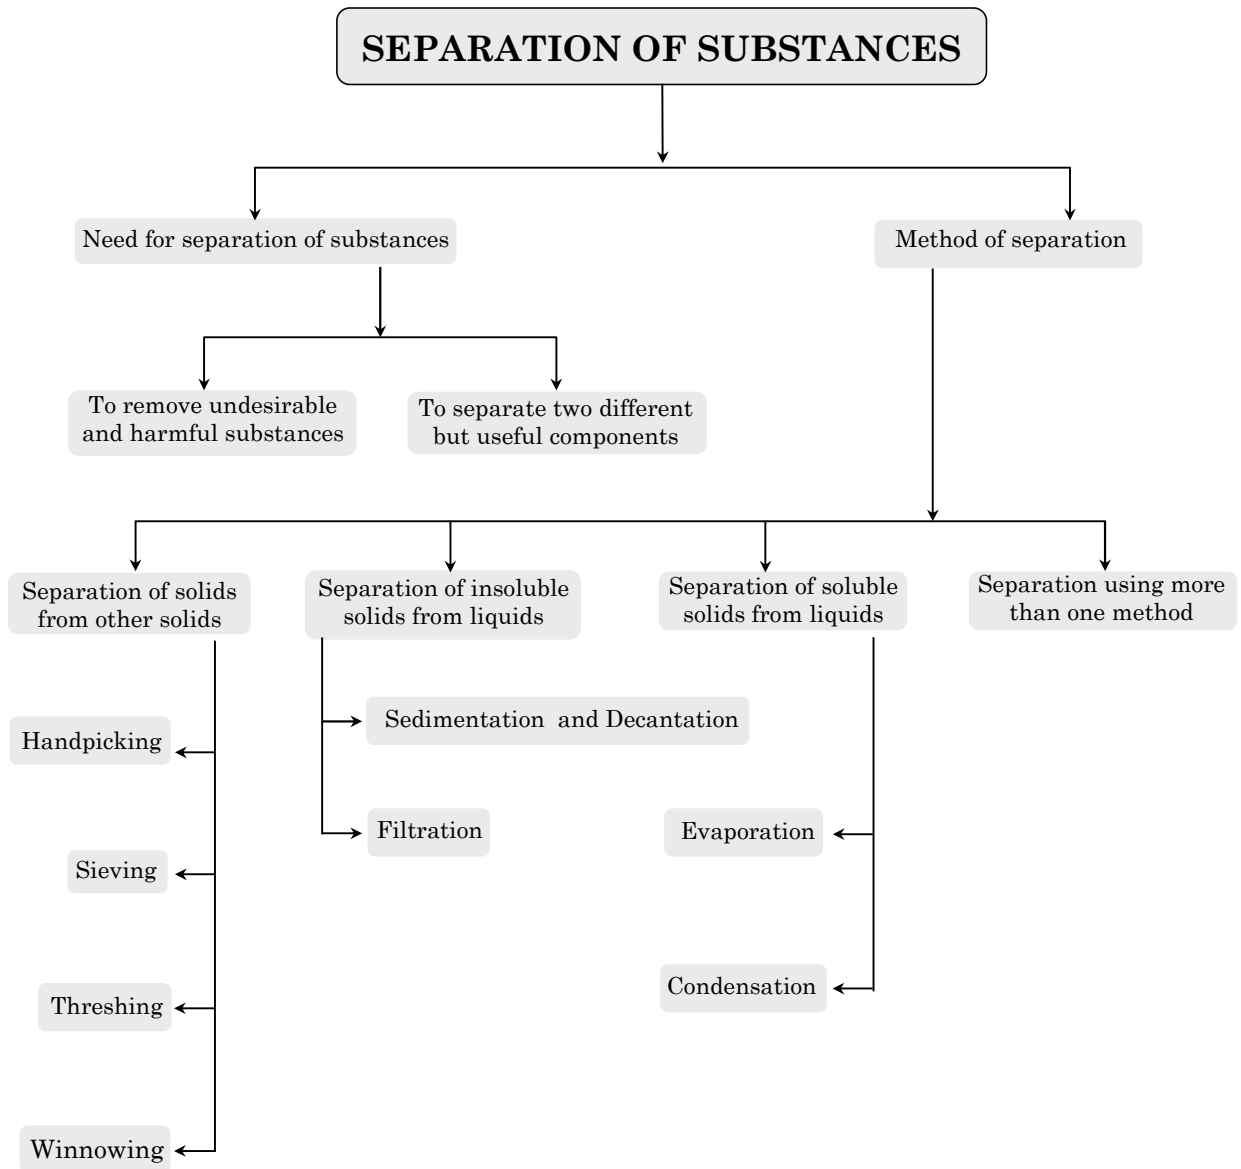 SEPARATION OF SUBSTANCES
Need for separation of substances
Method of separation
To remove undesirable
and harmful substances
To separate two different
but useful components
Separation of solids
from other solids
Separation of insoluble
solids from liquids
Separation of soluble
solids from liquids
Separation using more
than one method
Handpicking
Sieving
Threshing
Winnowing
Sedimentation and Decantation
Filtration
Evaporation
Condensation